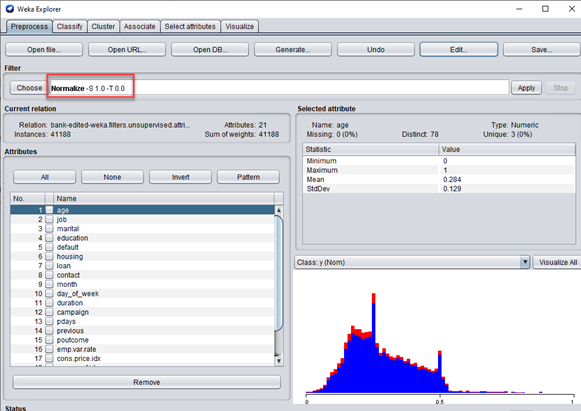 Weka Explorer
Preprocess Classify Cluster Associate Select attributes Visualize
Open file... Open URL... Open DB... Generate... Undo Edit... Save...
Filter
Choose Normalize -S 1.0 -T 0.0 Apply Stop
Current relation
Relation: bank-edited-weka.filters.unsupervised.attri... Attributes: 21
Instances: 41188 Sum of weights: 41188
Attributes
All None Invert Pattern
No. Name
1 age
2 job
3 marital
4 education
5 default
6 housing
7 loan
8 contact
9 month
10 day_of_week
11 duration
12 campaign
13 pdays
14 previous
15 poutcome
16 emp.var.rate
17 cons.price.idx
Remove
Status
Selected attribute
Name: age Type: Numeric
Missing: 0 (0%) Distinct: 78 Unique: 3 (0%)
Statistic Value
Minimum 0
Maximum 1
Mean 0.284
StdDev 0.129
Class: y (Nom) Visualize All
0 0.5 1